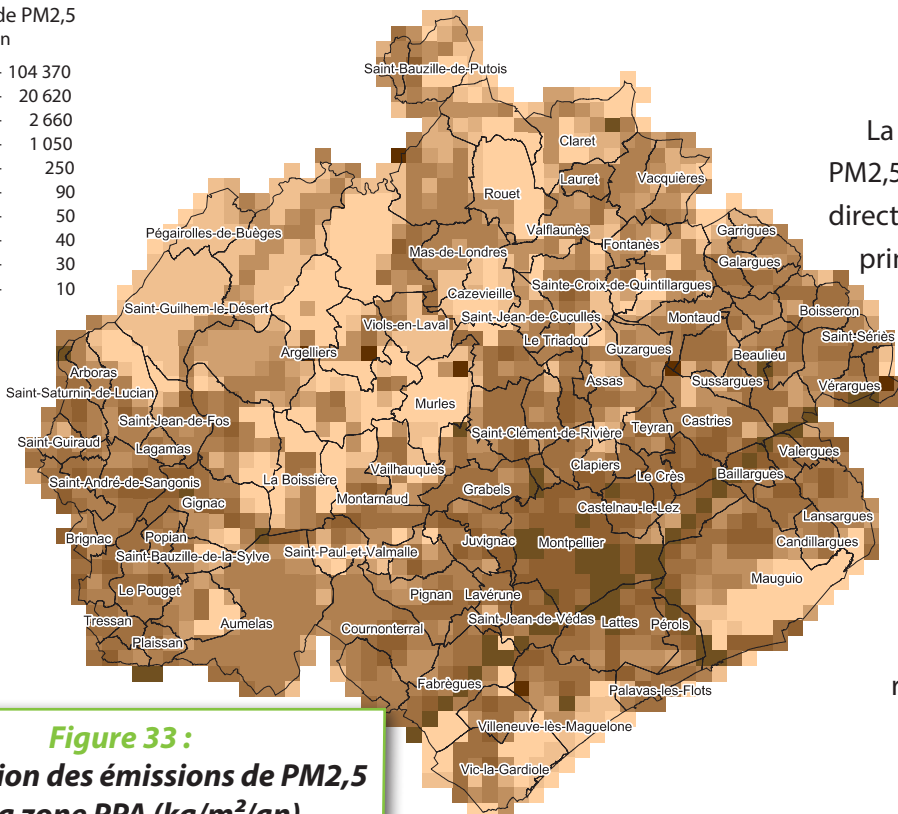 de PM2,5
n
- 104 370
- 20 620
- 2 660
- 1 050
- 250
- 90
- 50
- 40
- 30
- 10
La
PM2,5
direct
prin
r
Saint-Bauzille-de-Putois
Claret
Lauret
Vacquières
Rouet
Pégairolles-de-Buèges
Valflaunès
Garrigues
Mas-de-Londres
Fontanès
Galargues
Cazevieille
Sainte-Croix-de-Quintillargues
Saint-Guilhem-le-Désert
Viols-en-Laval
Saint-Jean-de-Cuculles
Montaud
Boisseron
Le Triadou
Saint-Sériès
Argelliers
Guzargues
Beaulieu
Arboras
Assas
Sussargues
Vérargues
Saint-Saturnin-de-Lucian
Murles
Saint-Jean-de-Fos
Saint-Clément-de-Rivière
Teyran
Castries
Saint-Guiraud
Lagamas
Valergues
Vailhauquès
Clapiers
Saint-André-de-Sangonis
La Boissière
Grabels
Le Crès
Baillargues
Gignac
Montarnaud
Castelnau-le-Lez
Lansargues
Brignac
Popian
Juvignac
Montpellier
Candillargues
Saint-Bauzille-de-la-Sylve
Saint-Paul-et-Valmalle
Mauguio
Le Pouget
Pignan
Lavérune
Tressan
Aumelas
Cournonterral
Saint-Jean-de-Védas
Lattes
Pérols
Plaissan
Fabrègues
Palavas-les-Flots
Villeneuve-lès-Maguelone
Vic-la-Gardiole
Figure 33 :
ion des émissions de PM2,5
a zone PPA (kg/m²/an)